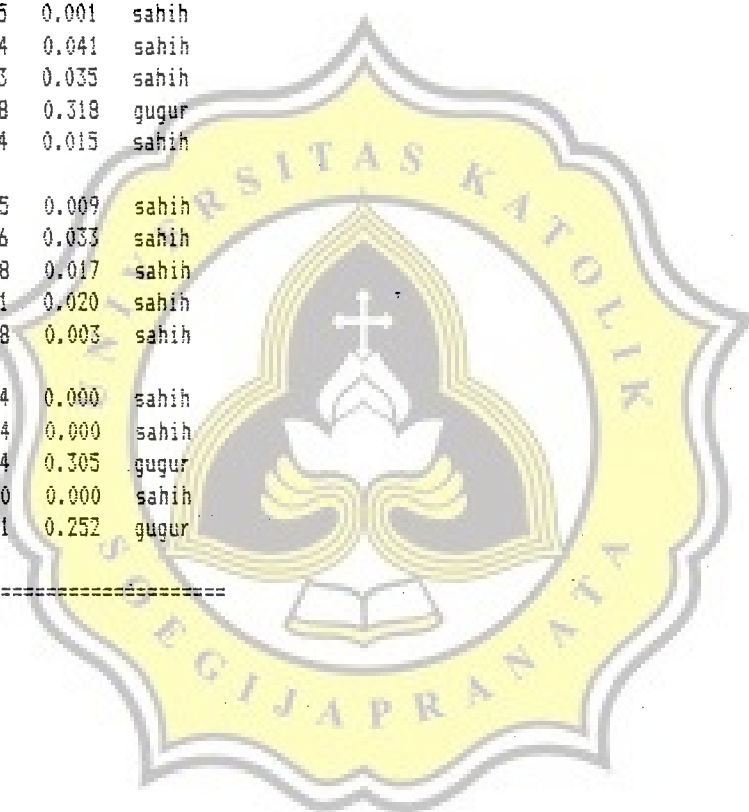 5 0.001 sahih
4 0.041 sahih
3 0.035 sahih
8 0.318 gugur
4 0.015 sahih
5 0.009 sahih
6 0.033 sahih
8 0.017 sahih
1 0.020 sahih
8 0.003 sahih
4 0.000 sahih
4 0.000 sahih
4 0.305 gugur
0 0.000 sahih
1 0.252 gugur
====================
UNIVERSITAS KATOLIK
SOEGIJAPRANATA